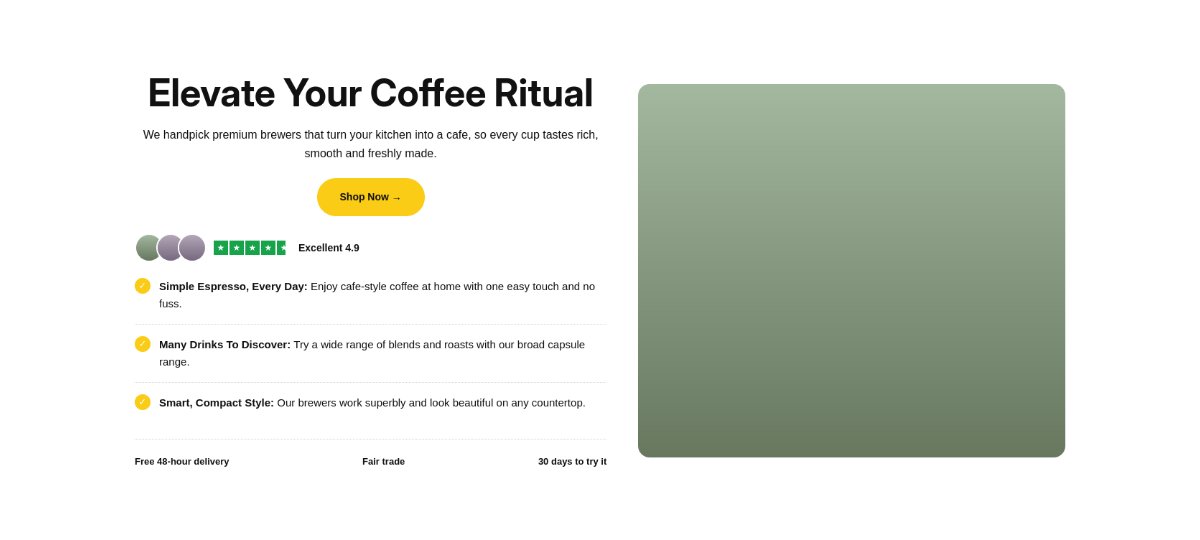 Elevate Your Coffee Ritual
We handpick premium brewers that turn your kitchen into a cafe, so every cup tastes rich,
smooth and freshly made.
Shop Now →
Excellent 4.9
Simple Espresso, Every Day: Enjoy cafe-style coffee at home with one easy touch and no
fuss.
Many Drinks To Discover: Try a wide range of blends and roasts with our broad capsule
range.
Smart, Compact Style: Our brewers work superbly and look beautiful on any countertop.
Free 48-hour delivery
Fair trade
30 days to try it